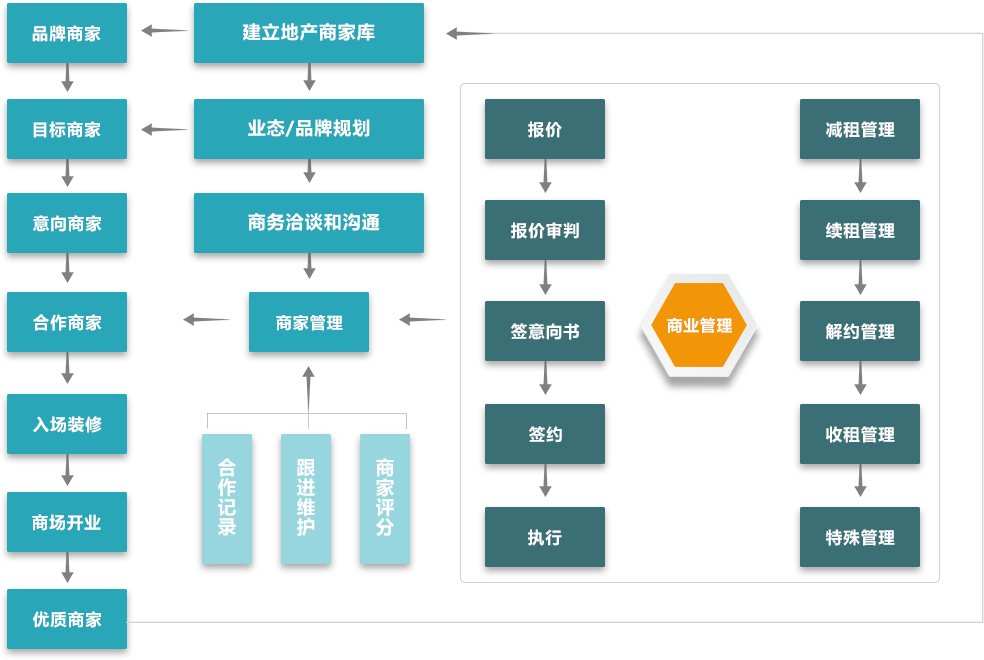 品牌商家
目标商家
意向商家
合作商家
入场装修
商场开业
优质商家
建立地产商家库
业态/品牌规划
商务洽谈和沟通
商家管理
合作记录
跟进维护
商家评分
报价
报价审判
签意向书
签约
执行
商业管理
减租管理
续租管理
解约管理
收租管理
特殊管理